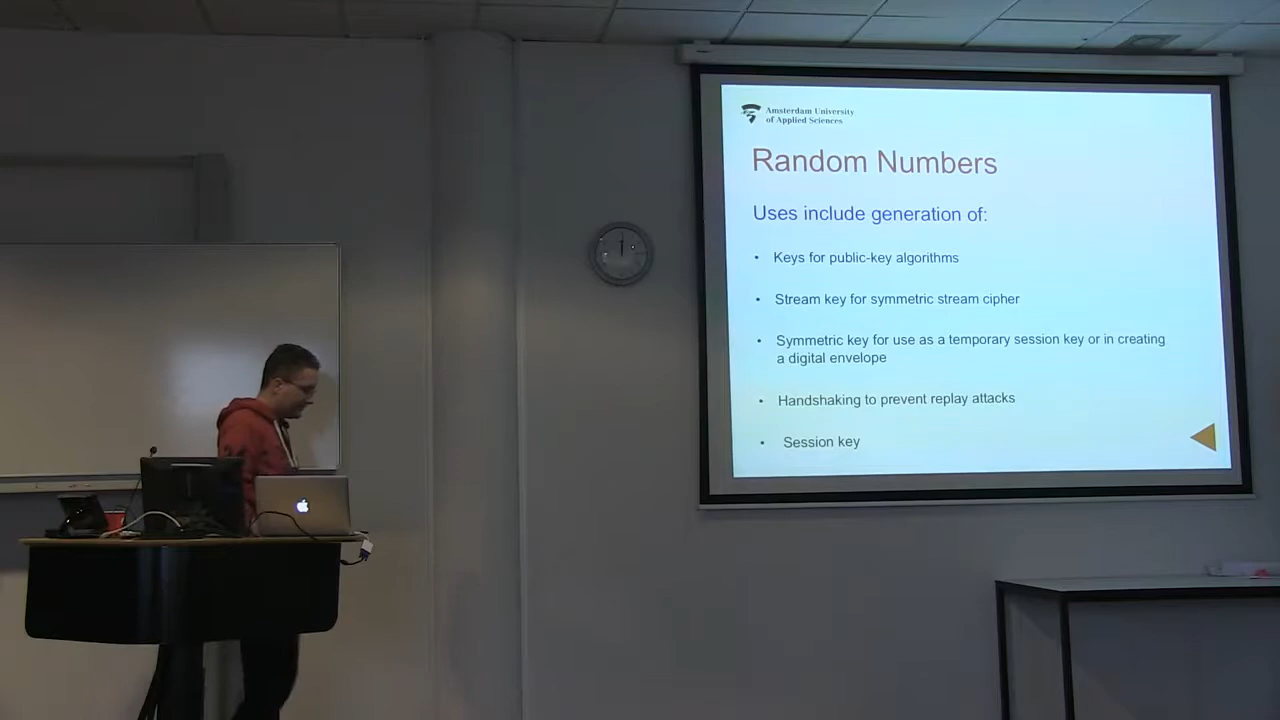 Amsterdam University
of Applied Sciences
Random Numbers
Uses include generation of:
• Keys for public-key algorithms
• Stream key for symmetric stream cipher
• Symmetric key for use as a temporary session key or in creating
a digital envelope
• Handshaking to prevent replay attacks
• Session key